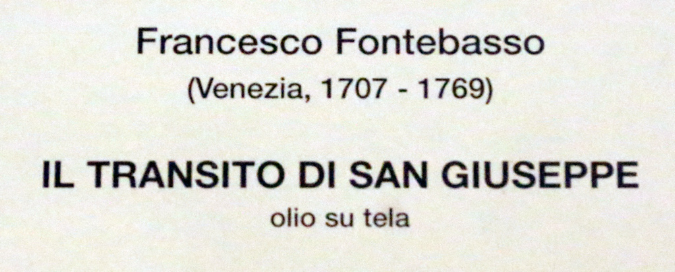 Francesco Fontebasso
(Venezia, 1707 - 1769)
IL TRANSITO DI SAN GIUSEPPE
olio su tela